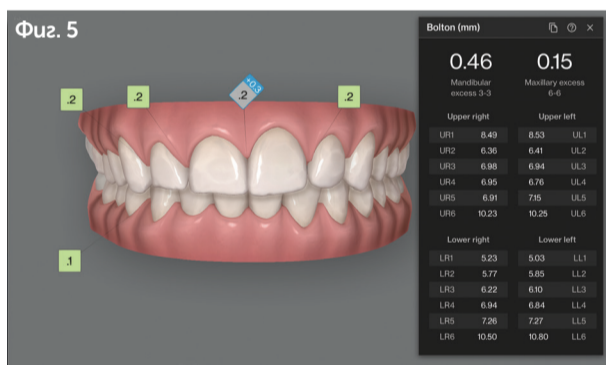 Фиг. 5
Bolton (mm)
0.46 0.15
Mandibular Maxillary excess
excess 3-3 6-6
Upper right Upper left
UR1 8.49 8.53 UL1
UR2 6.36 6.41 UL2
UR3 6.98 6.94 UL3
UR4 6.95 6.76 UL4
UR5 6.91 7.15 UL5
UR6 10.23 10.25 UL6
Lower right Lower left
LR1 5.23 5.03 LL1
LR2 5.77 5.85 LL2
LR3 6.22 6.10 LL3
LR4 6.94 6.84 LL4
LR5 7.26 7.27 LL5
LR6 10.50 10.80 LL6
+0.3
.2 .2 .2 .2
.1